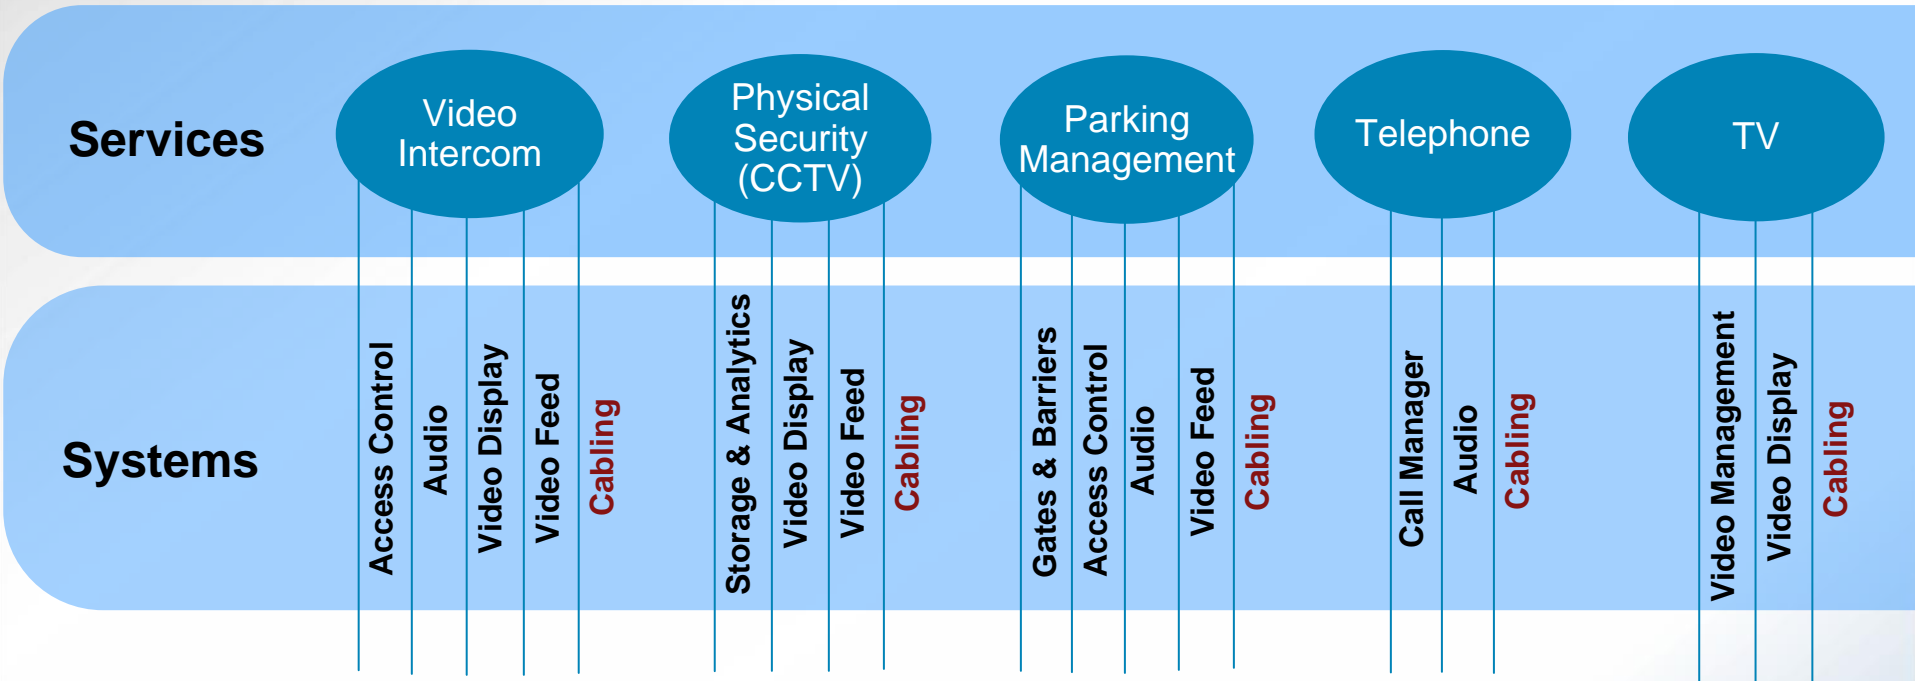 Services
Video
Intercom
Physical
Security
(CCTV)
Parking
Management
Telephone
TV
Systems
Access Control
Audio
Video Display
Video Feed
Cabling
Storage & Analytics
Video Display
Video Feed
Cabling
Gates & Barriers
Access Control
Audio
Video Feed
Cabling
Call Manager
Audio
Cabling
Video Management
Video Display
Cabling